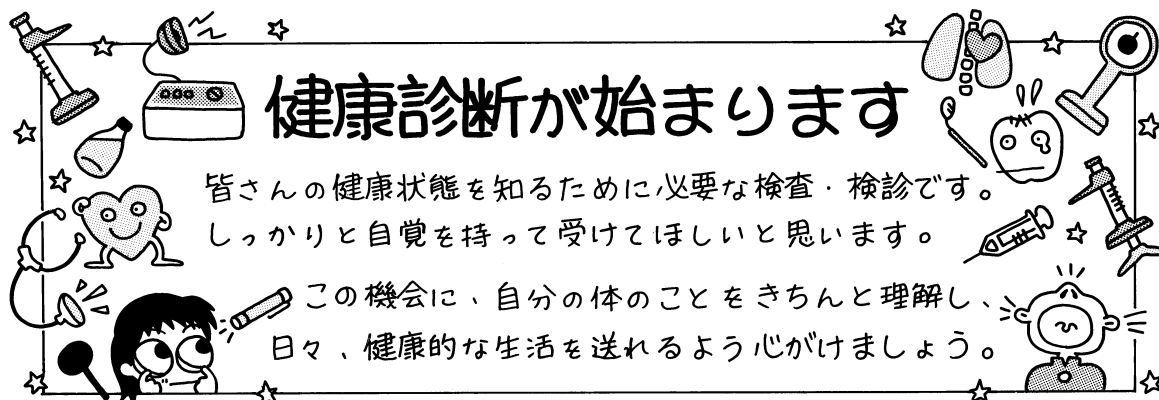 健康診断が始まります
皆さんの健康状態を知るために必要な検査・検診です。
しっかりと自覚を持って受けてほしいと思います。
この機会に、自分の体のことをきちんと理解し、
日々、健康的な生活を送れるよう心がけましょう。